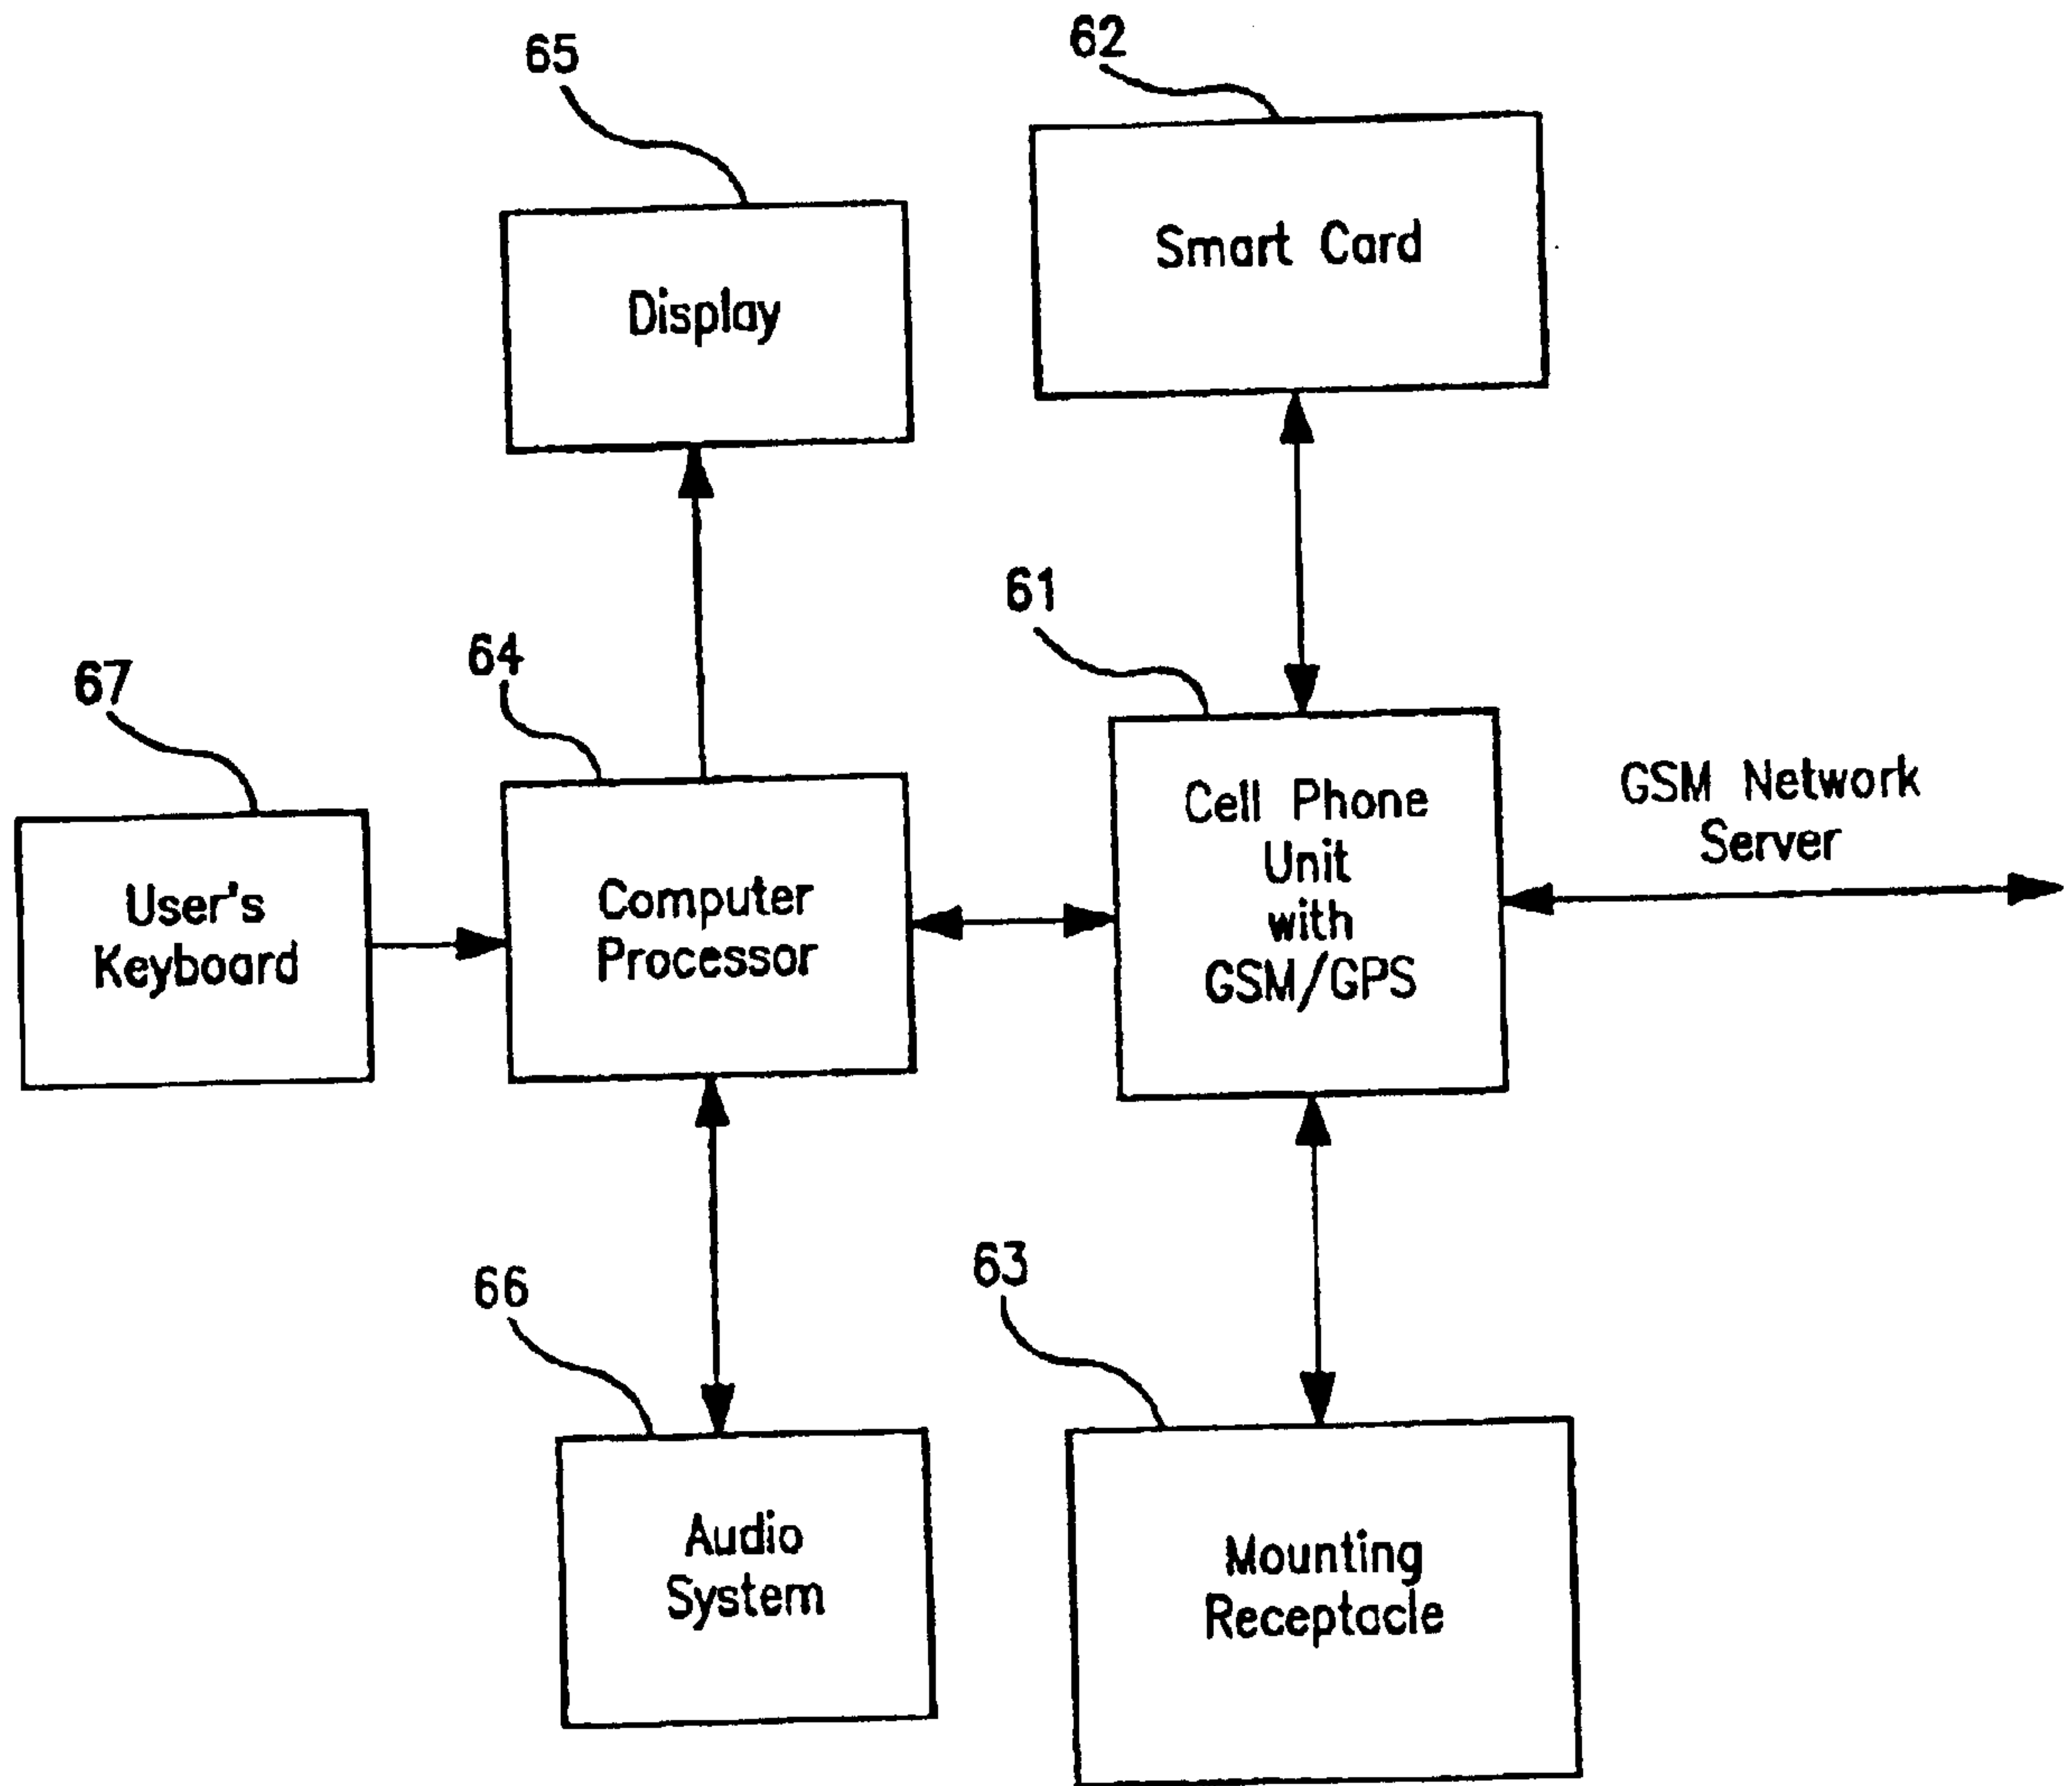 62
65
Smart Card
Display
61
64
67
GSM Network
Server
Cell Phone
Unit
with
GSM/GPS
Computer
Processor
User's
Keyboard
63
66
Audio
System
Mounting
Receptacle